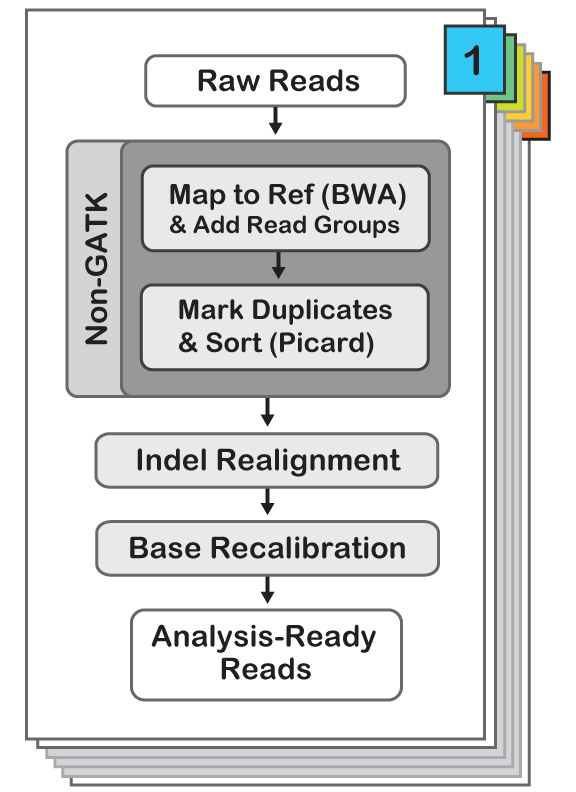 1
Raw Reads
Non-GATK
Map to Ref (BWA)
& Add Read Groups
Mark Duplicates
& Sort (Picard)
Indel Realignment
Base Recalibration
Analysis-Ready
Reads